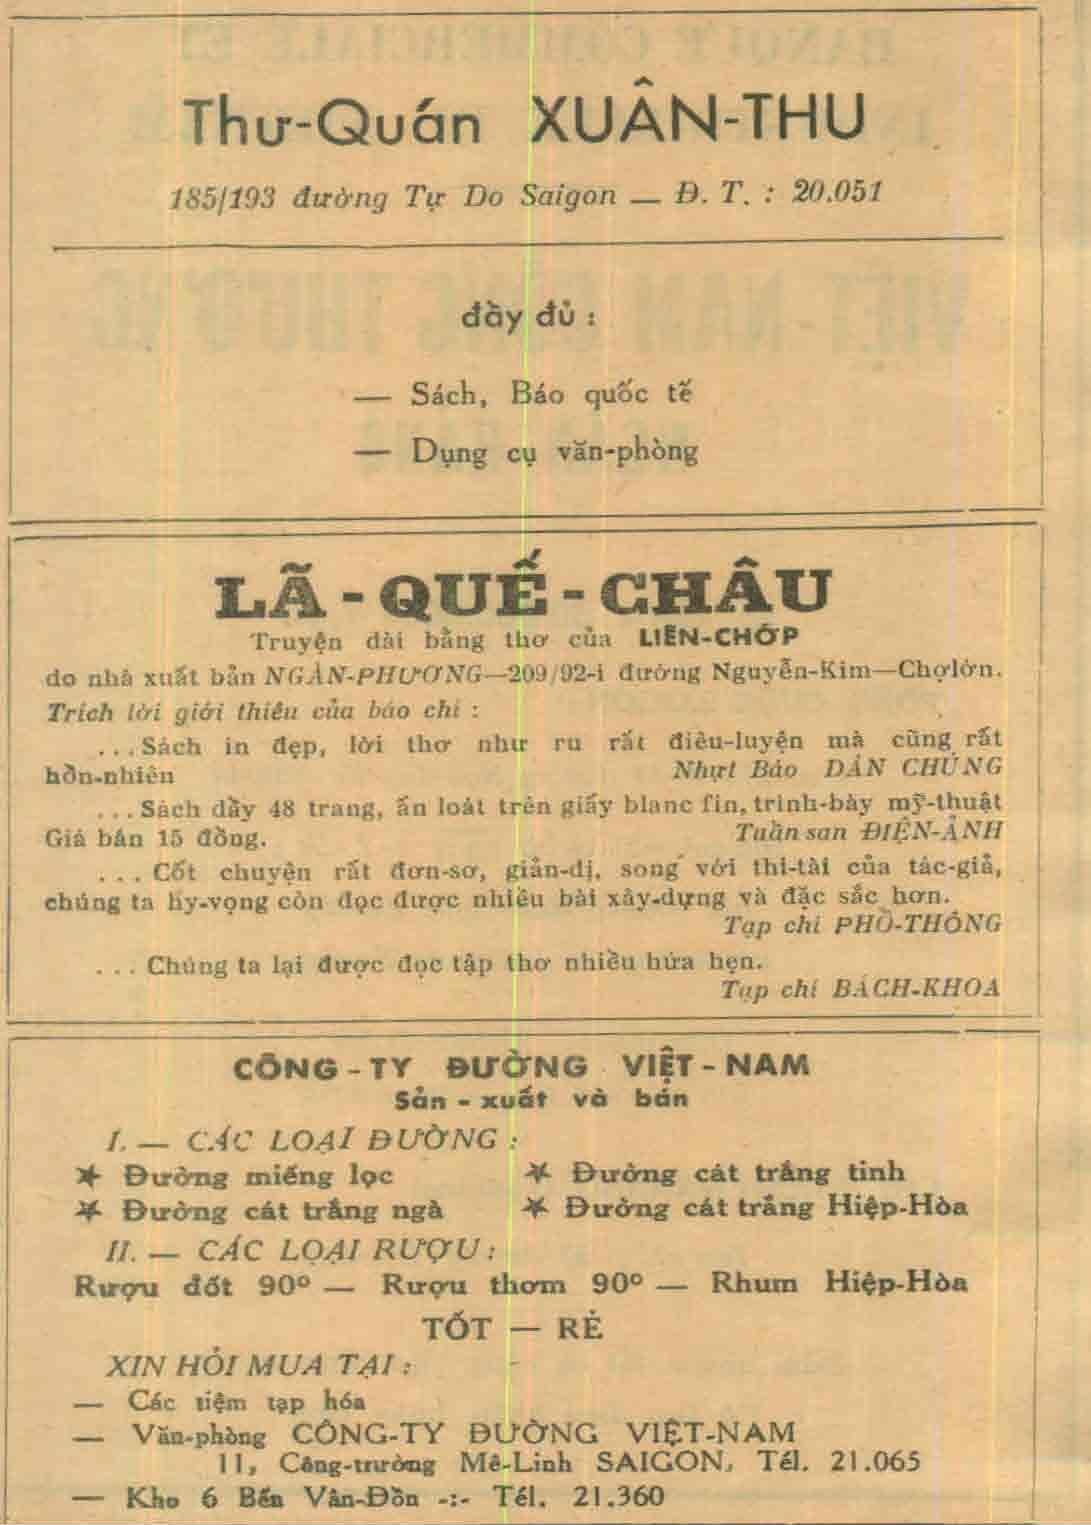 Thư-Quán XUÂN-THU
185/193 đường Tự Do Saigon — Đ. T. : 20.051
đầy đủ :
— Sách, Báo quốc tế
— Dụng cụ văn-phòng
LÃ - QUẾ - CHÂU
Truyện dài bằng thơ của LIÊN-CHỚP
do nhà xuất bản NGÀN-PHƯƠNG—209/92-i đường Nguyễn-Kim—Chợlớn.
Trích lời giới thiệu của báo chí :
...Sách in đẹp, lời thơ như ru rất điêu-luyện mà cũng rất
hồn-nhiên Nhựt Báo DÂN CHÚNG
...Sách dầy 48 trang, ấn loát trên giấy blanc fin, trình-bày mỹ-thuật
Giá bán 15 đồng. Tuần san ĐIỆN-ẢNH
... Cốt chuyện rất đơn-sơ, giản-dị, song với thi-tài của tác-giả,
chúng ta hy-vọng còn đọc được nhiều bài xây-dựng và đặc sắc hơn.
Tạp chí PHỔ-THÔNG
... Chúng ta lại được đọc tập thơ nhiều hứa hẹn.
Tạp chí BÁCH-KHOA
CÔNG - TY ĐƯỜNG VIỆT - NAM
Sản - xuất và bán
I. — CÁC LOẠI ĐƯỜNG :
Đường miếng lọc Đường cát trắng tinh
Đường cát trắng ngà Đường cát trắng Hiệp-Hòa
II. — CÁC LOẠI RƯỢU :
Rượu đốt 90° — Rượu thơm 90° — Rhum Hiệp-Hòa
TỐT — RẺ
XIN HỎI MUA TẠI :
— Các tiệm tạp hóa
— Văn-phòng CÔNG-TY ĐƯỜNG VIỆT-NAM
11, Công-trường Mê-Linh SAIGON, Tél. 21.065
— Kho 6 Bến Vân-Đồn -:- Tél. 21.360